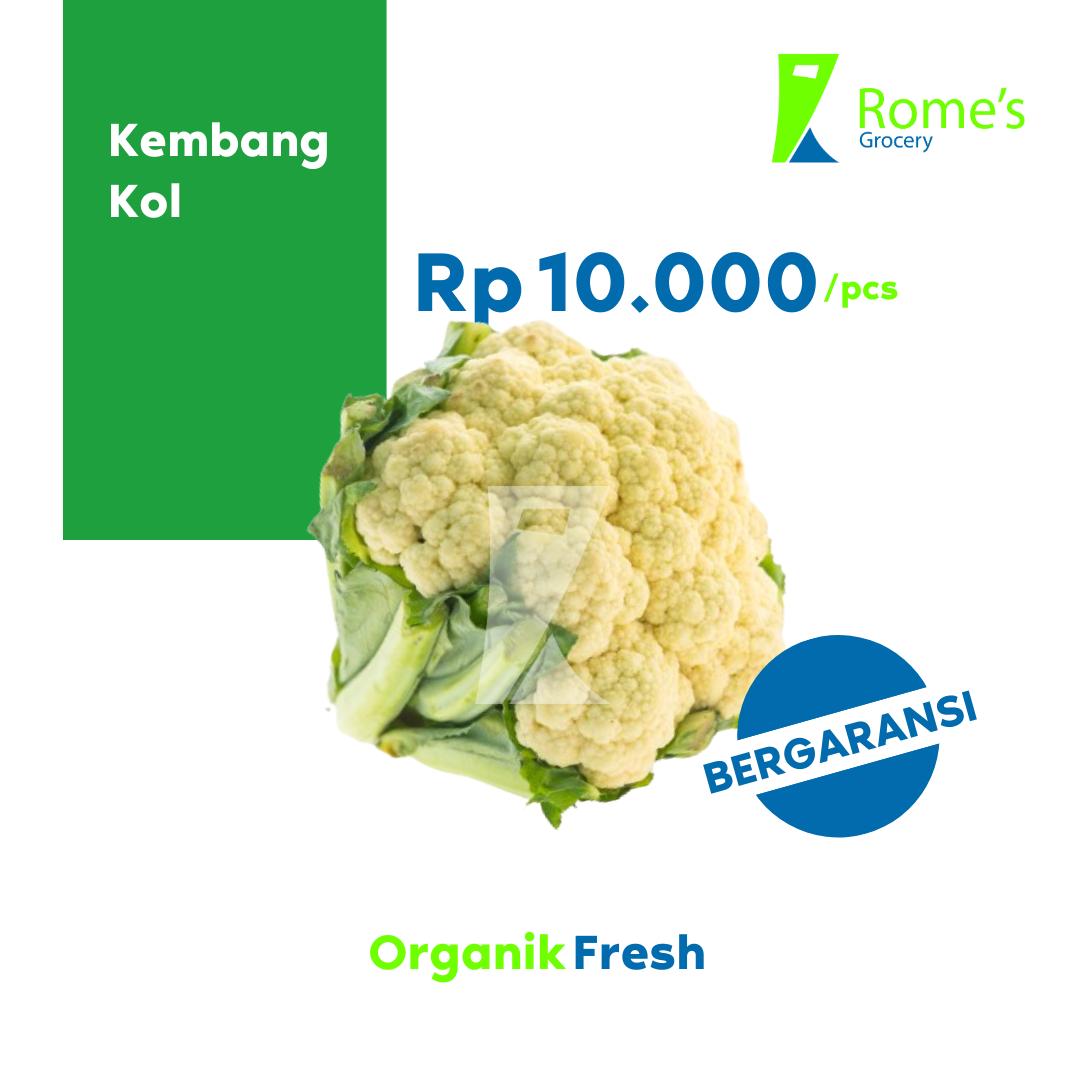 Kembang
Kol
Rome's
Grocery
Rp 10.000 /pcs
BERGARANSI
Organik Fresh